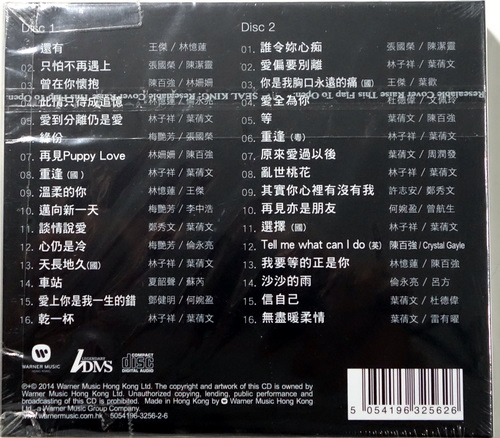 Disc 1
01. 還有 王傑 / 林憶蓮
02. 只怕不再遇上 張國榮 / 陳潔靈
03. 曾在你懷抱 陳百強 / 林姍姍
04. 此情只待成追憶 林子祥 / 葉蒨文
05. 愛到分離仍是愛 林子祥 / 葉蒨文
緣份 梅艷芳 / 張國榮
07. 再見Puppy Love 林姍姍 / 陳百強
08. 重逢(國) 林子祥 / 葉蒨文
09. 溫柔的你 林憶蓮 / 王傑
10. 邁向新一天 梅艷芳 / 李中浩
11. 談情說愛 鄭秀文 / 葉蒨文
12. 心仍是冷 梅艷芳 / 倫永亮
13. 天長地久(國) 林子祥 / 葉蒨文
14. 車站 夏韶聲 / 蘇芮
15. 愛上你是我一生的錯 鄧健明 / 何婉盈
16. 乾一杯 林子祥 / 葉蒨文
Disc 2
01. 誰令妳心痴 張國榮 / 陳潔靈
02. 愛偏要別離 林子祥 / 葉蒨文
03. 你是我胸口永遠的痛(國) 王傑 / 葉歡
04. 愛全為你 杜德偉 /
05. 等 葉蒨文 / 陳百強
06. 重逢(粵) 林子祥 / 葉蒨文
07. 原來愛過以後 葉蒨文 / 周潤發
08. 亂世桃花 林子祥 / 葉蒨文
09. 其實你心裡有沒有我 許志安 / 鄭秀文
10. 再見亦是朋友 何婉盈 / 曾航生
11. 選擇(國) 林子祥 / 葉蒨文
12. Tell me what can I do (英) 陳百強 / Crystal Gayle
13. 我要等的正是你 林憶蓮 / 陳百強
14. 沙沙的雨 倫永亮 / 呂方
15. 信自己 葉蒨文 / 杜德偉
16. 無盡暖柔情 葉蒨文 / 雷有曜
Resealable Cover Raise This Flap To Open
WARNER MUSIC
LEGENDARY
DIVAS
COMPACT
disc
DIGITAL AUDIO
℗+© 2014 Warner Music Hong Kong Ltd. The copyright and artwork of this CD is owned by
Warner Music Hong Kong Ltd. Unauthorized copying, lending, public performance and
broadcasting of this CD is prohibited. Made in Hong Kong by Warner Music Hong Kong
Ltd., a Warner Music Group Company.
www.warnermusic.com.hk 5054196-3256-2-6
5 054196 325626